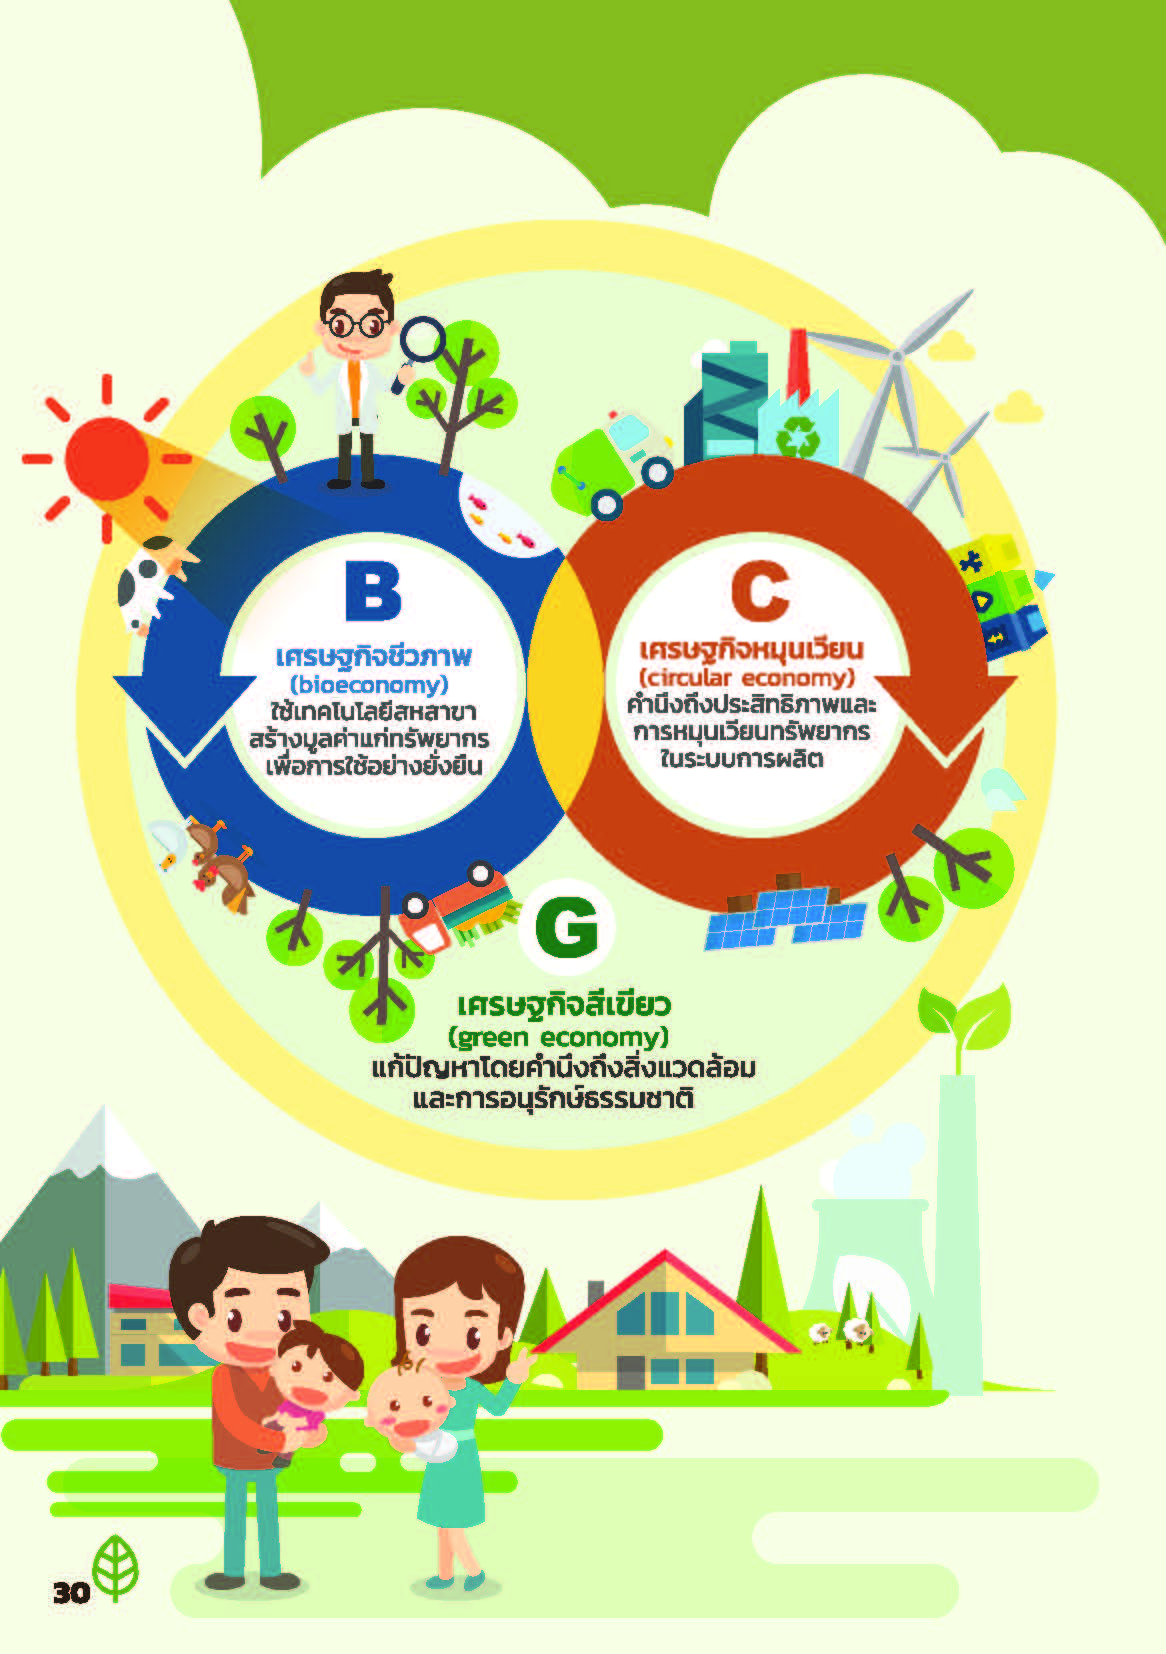 B
เศรษฐกิจชีวภาพ
(bioeconomy)
ใช้เทคโนโลยีสหสาขา
สร้างมูลค่าแก่ทรัพยากร
เพื่อการใช้อย่างยั่งยืน
C
เศรษฐกิจหมุนเวียน
(circular economy)
คำนึงถึงประสิทธิภาพและ
การหมุนเวียนทรัพยากร
ในระบบการผลิต
G
เศรษฐกิจสีเขียว
(green economy)
แก้ปัญหาโดยคำนึงถึงสิ่งแวดล้อม
และการอนุรักษ์ธรรมชาติ
30